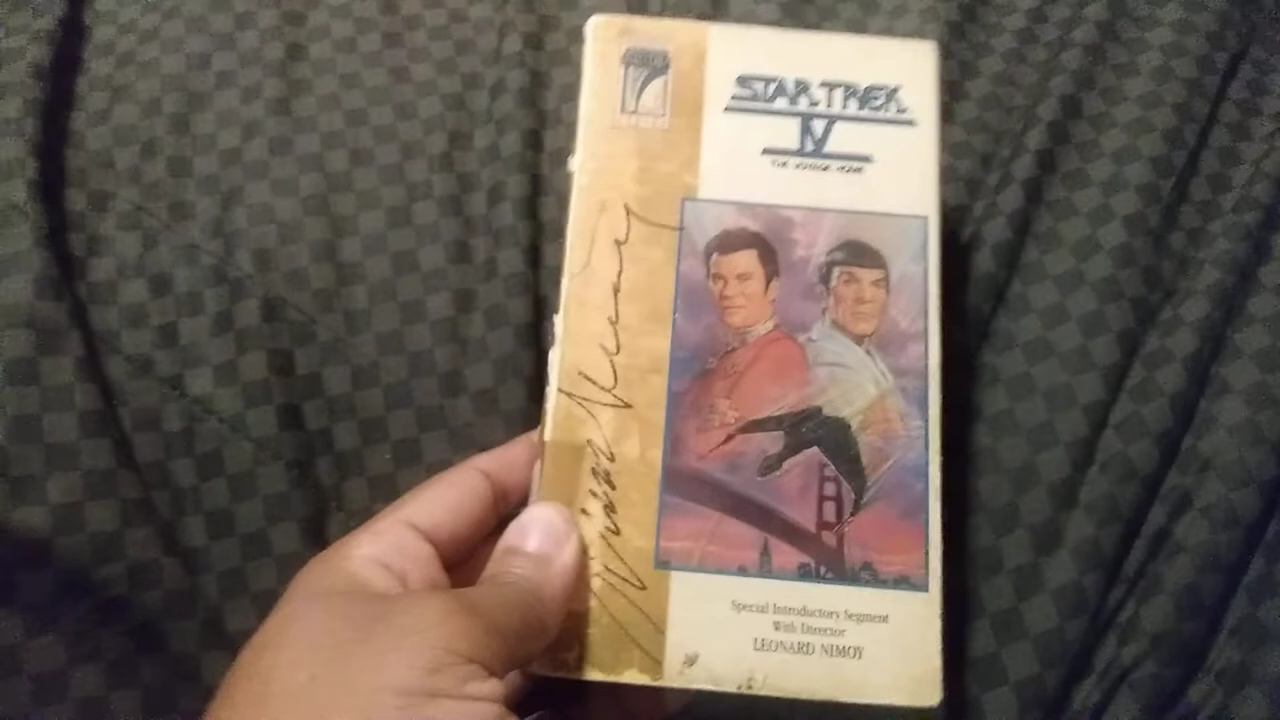 STAR TREK
IV
THE VOYAGE HOME
Special Introductory Segment
With Director
LEONARD NIMOY